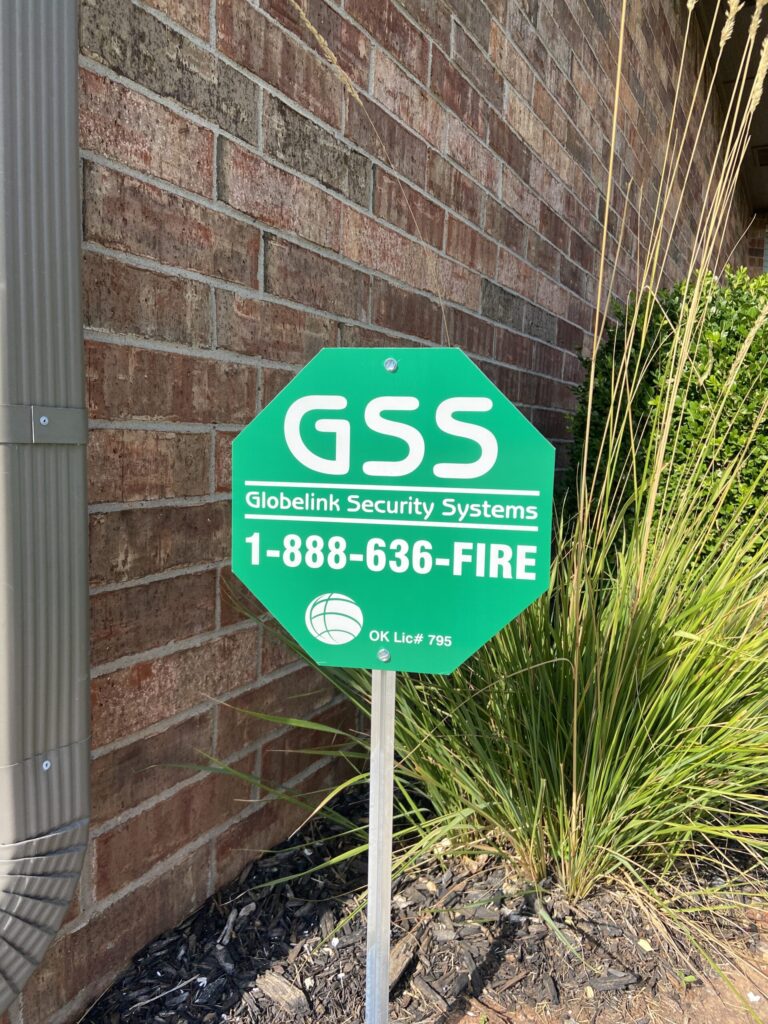 GSS
Globelink Security Systems
1-888-636-FIRE
OK Lic# 795